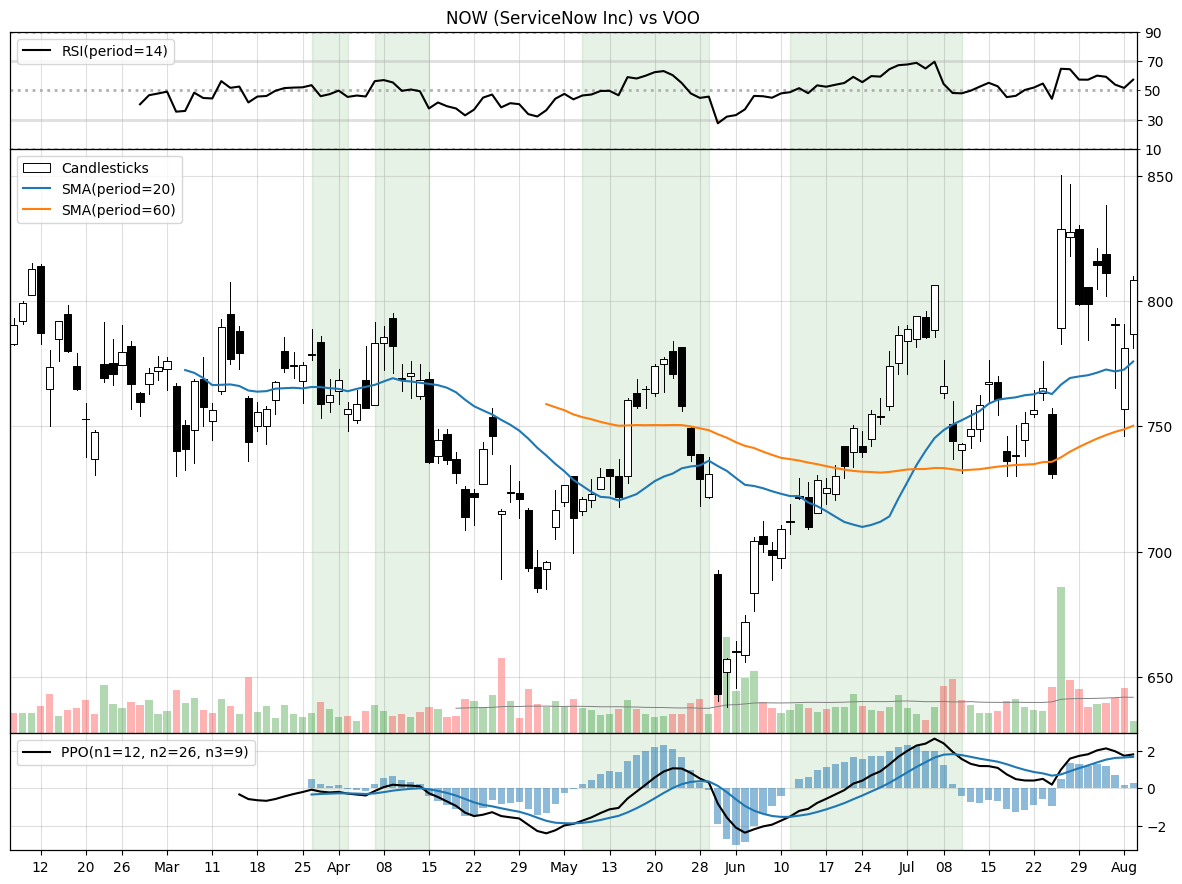 NOW (ServiceNow Inc) vs VOO
RSI(period=14)
90
70
50
30
10
Candlesticks
SMA(period=20)
SMA(period=60)
850
800
750
700
650
PPO(n1=12, n2=26, n3=9)
2
0
−2
12 20 26 Mar 11 18 25 Apr 08 15 22 29 May 13 20 28 Jun 10 17 24 Jul 08 15 22 29 Aug